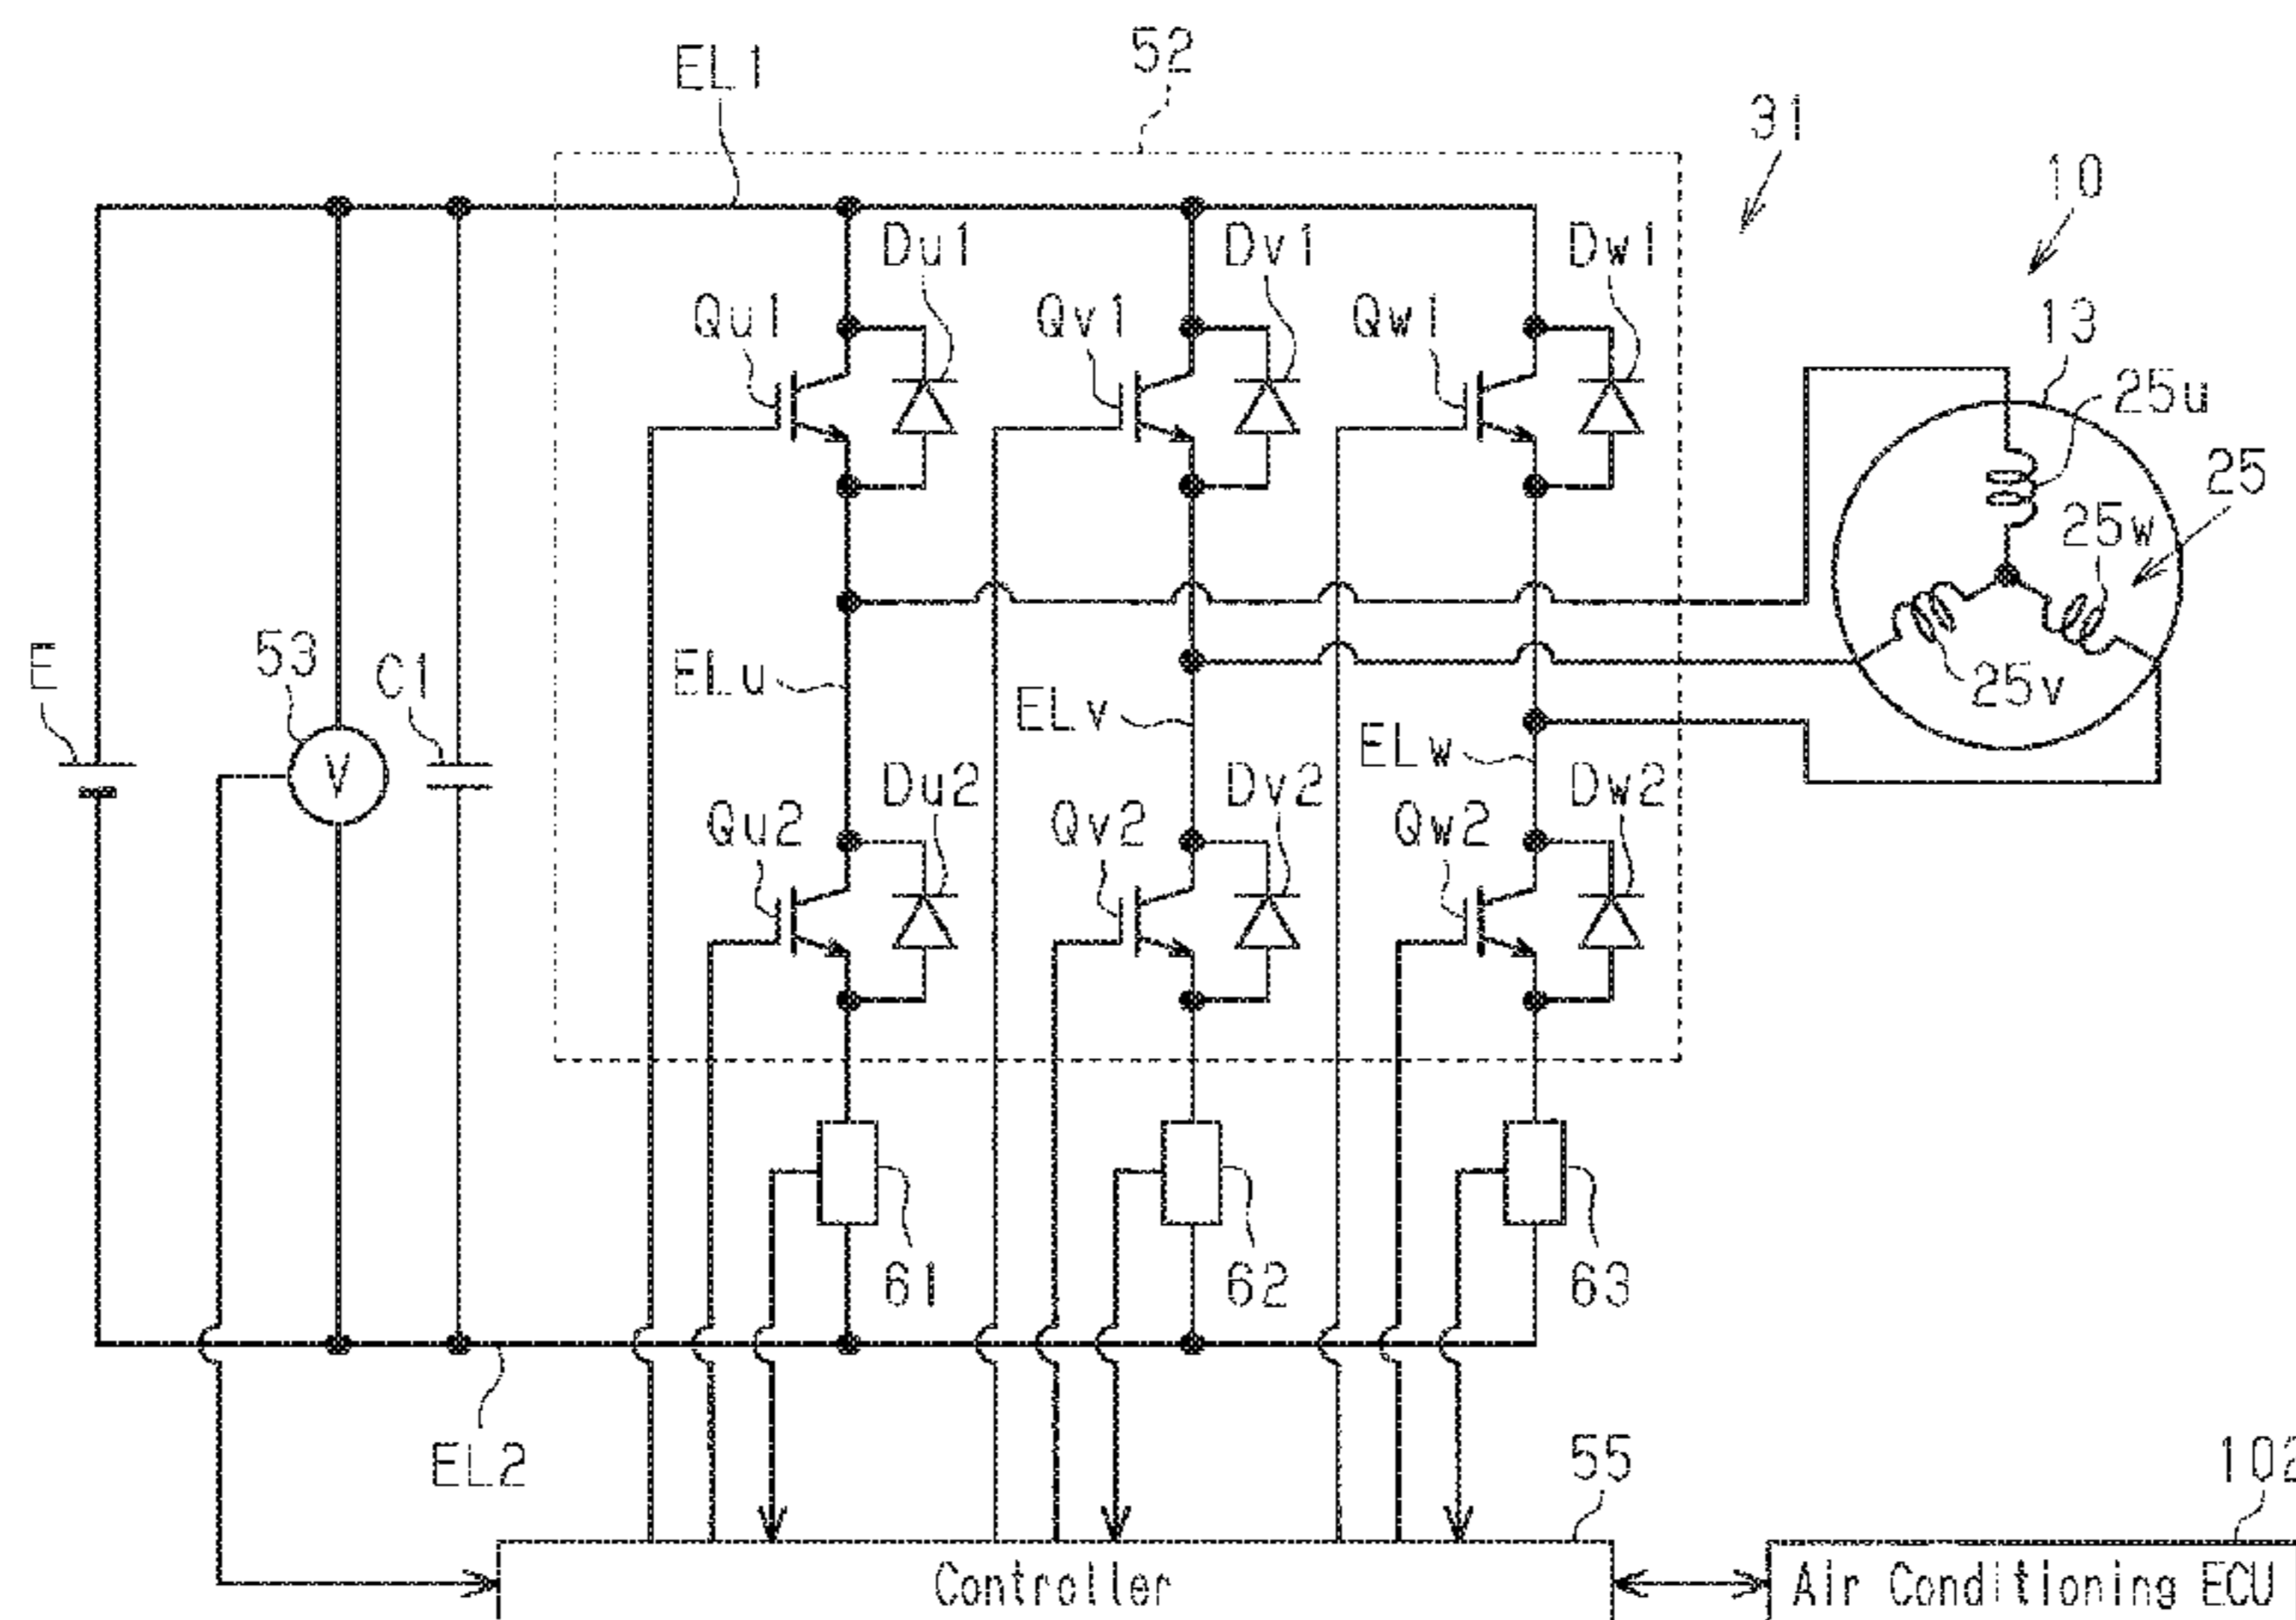 52
EL1
31
10
Du1
Dv1
Dw1
Qu1
Qv1
Qw1
13
25u
25
25w
E
53
C1
ELu
ELv
25v
ELw
V
Du2
Dv2
Dw2
Qu2
Qv2
Qw2
61
62
63
EL2
55
102
Controller
Air Conditioning ECU